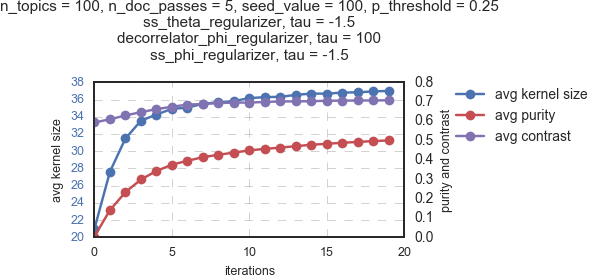 n_topics = 100, n_doc_passes = 5, seed_value = 100, p_threshold = 0.25
ss_theta_regularizer, tau = -1.5
decorrelator_phi_regularizer, tau = 100
ss_phi_regularizer, tau = -1.5
38
36
34
32
30
28
26
24
22
20
avg kernel size
0
5
10
15
20
iterations
0.8
0.7
0.6
0.5
0.4
0.3
0.2
0.1
0.0
purity and contrast
avg kernel size
avg purity
avg contrast